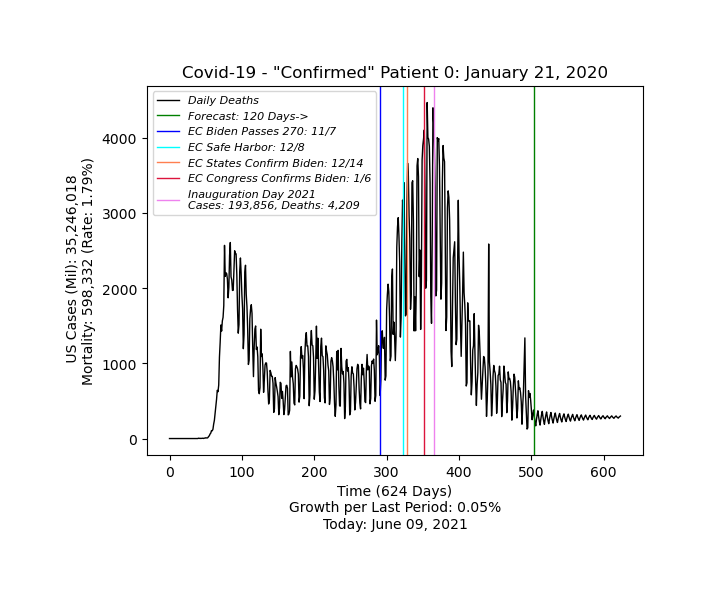 Covid-19 - "Confirmed" Patient 0: January 21, 2020
Daily Deaths
Forecast: 120 Days->
EC Biden Passes 270: 11/7
EC Safe Harbor: 12/8
EC States Confirm Biden: 12/14
EC Congress Confirms Biden: 1/6
Inauguration Day 2021
Cases: 193,856, Deaths: 4,209
US Cases (Mil): 35,246,018
Mortality: 598,332 (Rate: 1.79%)
4000
3000
2000
1000
0
0 100 200 300 400 500 600
Time (624 Days)
Growth per Last Period: 0.05%
Today: June 09, 2021